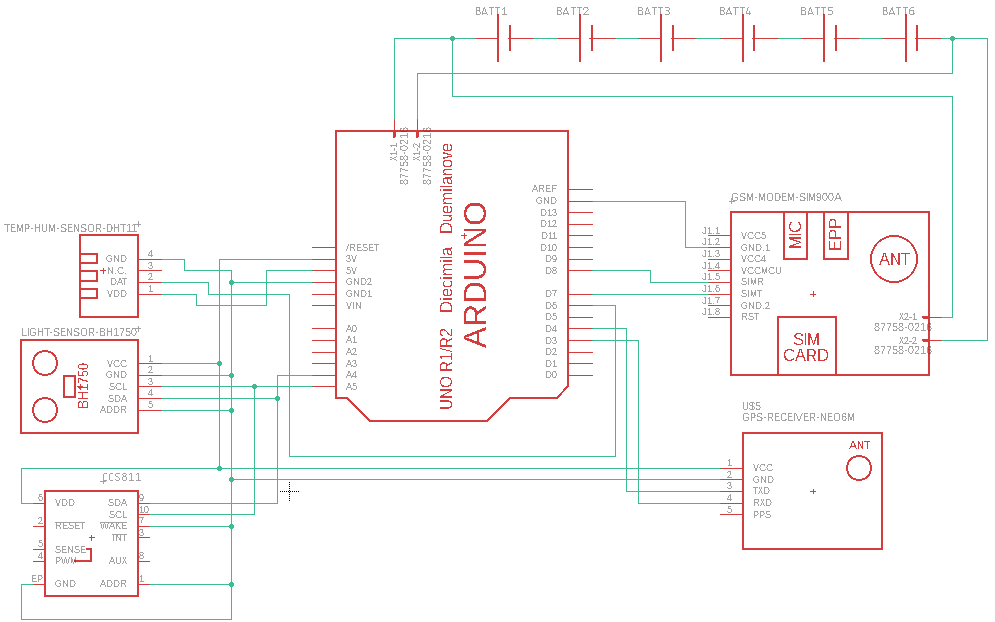 BATT1 BATT2 BATT3 BATT4 BATT5 BATT6
X1-1
87758-0216
X1-2
87758-0216
UNO R1/R2 Diecimila Duemilanove
ARDUINO
/RESET
3V
5V
GND2
GND1
VIN
A0
A1
A2
A3
A4
A5
AREF
GND
D13
D12
D11
D10
D9
D8
D7
D6
D5
D4
D3
D2
D1
D0
TEMP-HUM-SENSOR-DHT11
GND 4
N.C. 3
DAT 2
VDD 1
LIGHT-SENSOR-BH1750
BH1750
VCC 1
GND 2
SCL 3
SDA 4
ADDR 5
CCS811
6 VDD SDA 9
SCL 10
2 RESET WAKE 7
INT 3
5 SENSE
4 PWM AUX 8
EP GND ADDR 1
GSM-MODEM-SIM900A
J1.1 VCC5
J1.2 GND.1
J1.3 VCC4
J1.4 VCCMCU
J1.5 SIMR
J1.6 SIMT
J1.7 GND.2
J1.8 RST
MIC
EPP
ANT
SIM
CARD
X2-1
87758-0216
X2-2
87758-0216
U$5
GPS-RECEIVER-NEO6M
ANT
1 VCC
2 GND
3 TXD
4 RXD
5 PPS